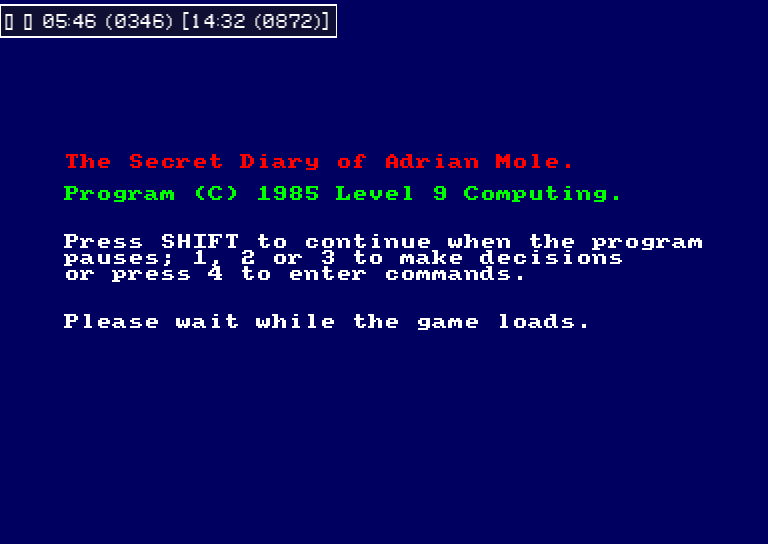 ▯ ▯ 05:46 (0346) [14:32 (0872)]
The Secret Diary of Adrian Mole.
Program (C) 1985 Level 9 Computing.
Press SHIFT to continue when the program
pauses; 1, 2 or 3 to make decisions
or press 4 to enter commands.
Please wait while the game loads.